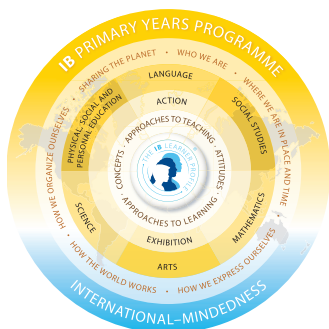 IB PRIMARY YEARS PROGRAMME
SHARING THE PLANET • WHO WE ARE • WHERE WE ARE IN PLACE AND TIME
HOW WE ORGANIZE OURSELVES • HOW THE WORLD WORKS • HOW WE EXPRESS OURSELVES
LANGUAGE
PHYSICAL, SOCIAL AND
PERSONAL EDUCATION
SOCIAL STUDIES
ACTION
APPROACHES TO TEACHING
CONCEPTS
ATTITUDES
THE IB LEARNER PROFILE
APPROACHES TO LEARNING
SCIENCE
MATHEMATICS
EXHIBITION
ARTS
INTERNATIONAL–MINDEDNESS